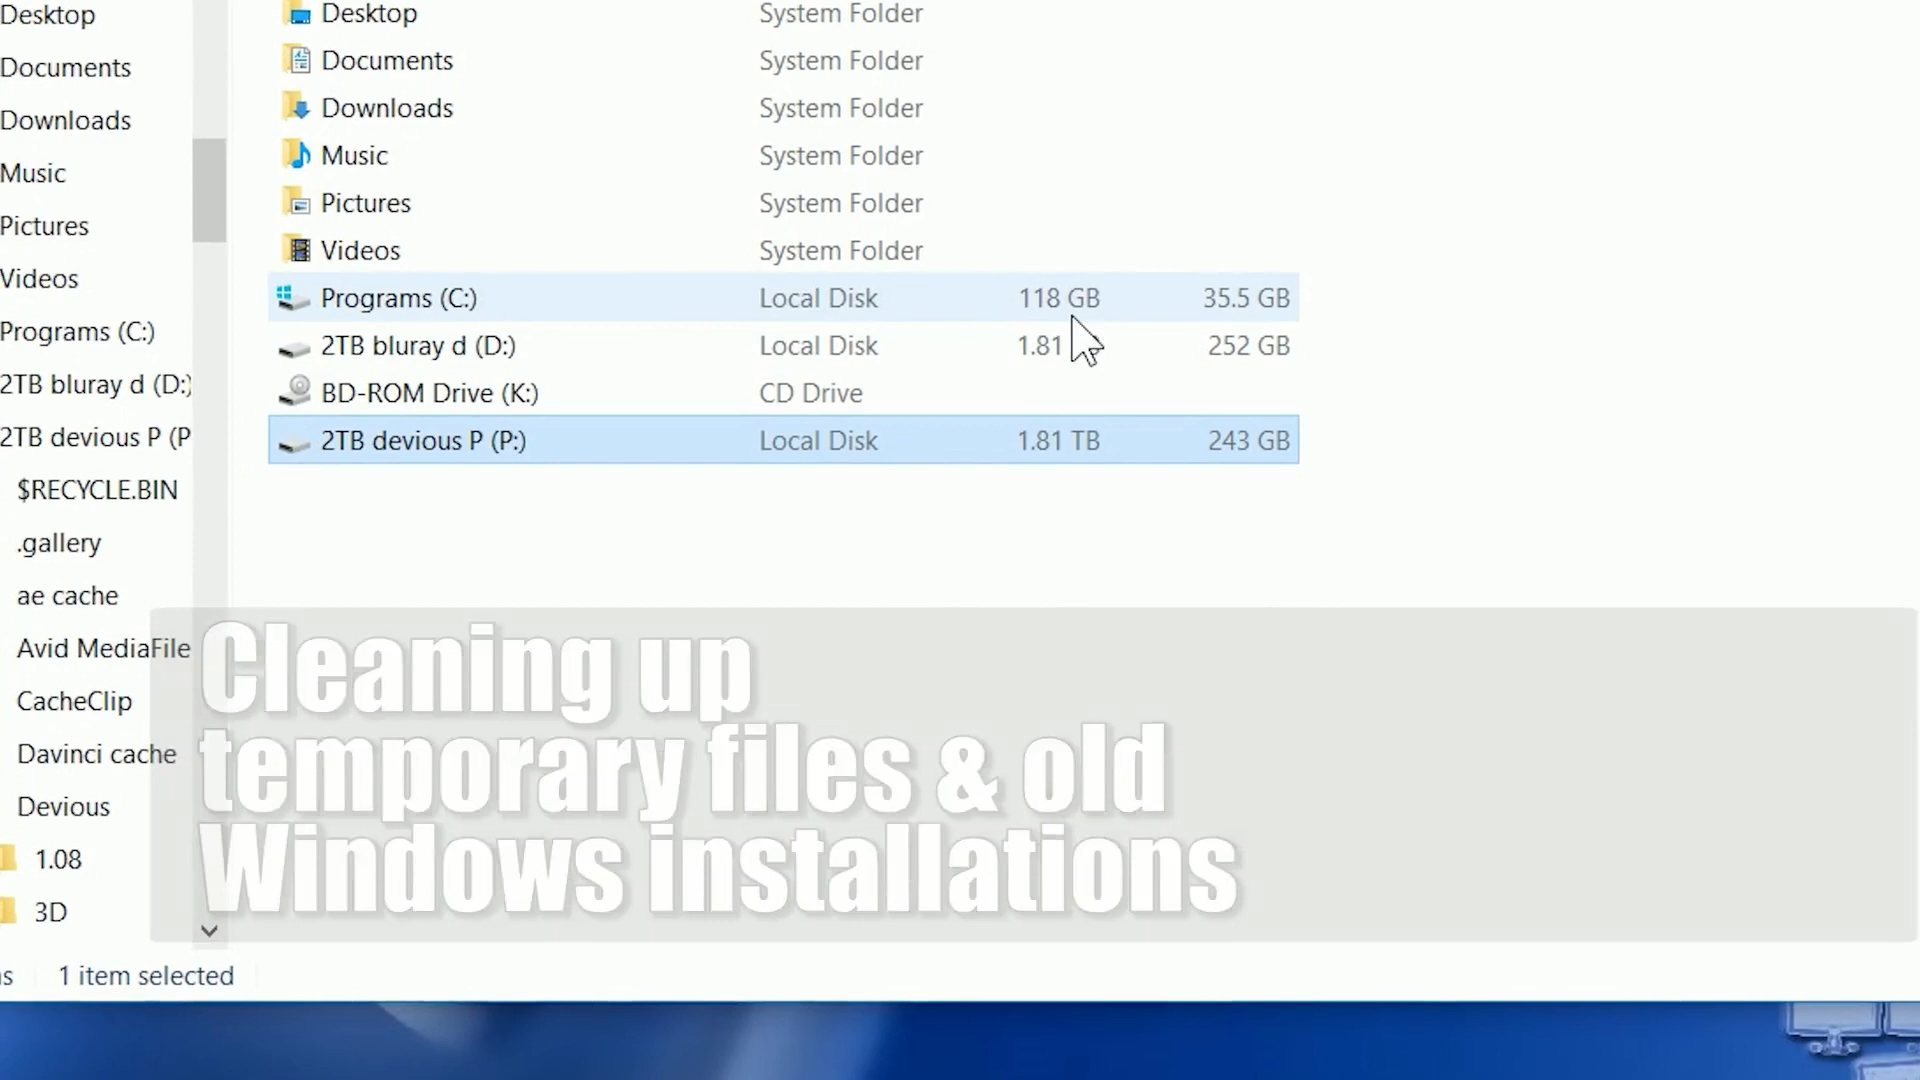 Desktop
Documents
Downloads
Music
Pictures
Videos
Programs (C:)
2TB bluray d (D:)
2TB devious P (P
$RECYCLE.BIN
.gallery
ae cache
Avid MediaFile
CacheClip
Davinci cache
Devious
1.08
3D
Desktop System Folder
Documents System Folder
Downloads System Folder
Music System Folder
Pictures System Folder
Videos System Folder
Programs (C:) Local Disk 118 GB 35.5 GB
2TB bluray d (D:) Local Disk 1.81 252 GB
BD-ROM Drive (K:) CD Drive
2TB devious P (P:) Local Disk 1.81 TB 243 GB
Cleaning up
temporary files & old
Windows installations
1 item selected